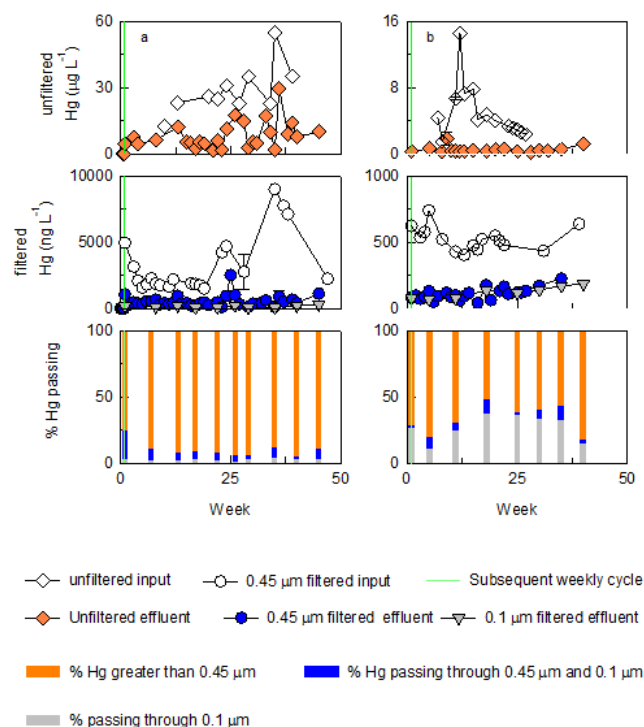 60
30
0
unfiltered
Hg (µg L⁻¹)
a
16
12
6
0
b
10000
5000
0
filtered
Hg (ng L⁻¹)
1000
500
0
100
50
0
% Hg passing
100
50
0
0 25 50
Week
0 25 50
Week
unfiltered input
0.45 µm filtered input
Subsequent weekly cycle
Unfiltered effluent
0.45 µm filtered effluent
0.1 µm filtered effluent
% Hg greater than 0.45 µm
% Hg passing through 0.45 µm and 0.1 µm
% passing through 0.1 µm